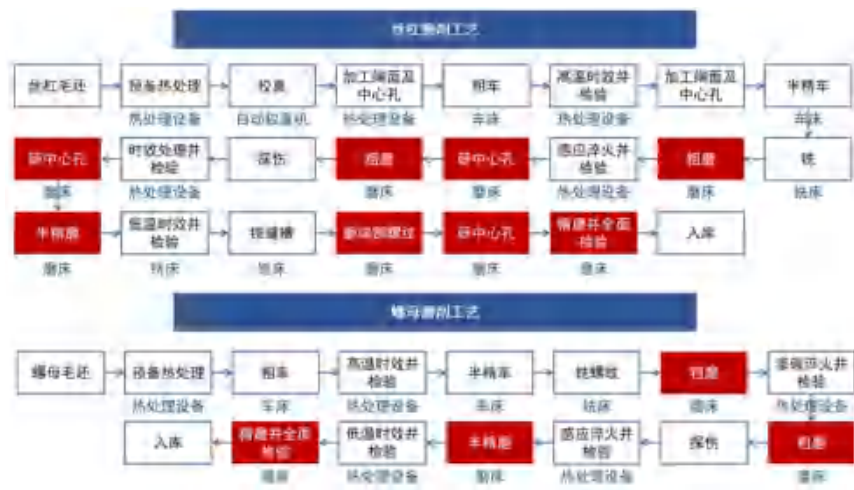 丝杠磨削工艺
丝杠毛坯
预备热处理
热处理设备
校直
自动校直机
加工端面及
中心孔
热处理设备
粗车
车床
高温时效并
检验
热处理设备
加工端面及
中心孔
半精车
车床
铣
铣床
粗磨
磨床
感应淬火并
检验
热处理设备
研中心孔
磨床
粗磨
磨床
探伤
时效处理并
检验
热处理设备
研中心孔
磨床
半精磨
磨床
低温时效并
检验
铣床
铣键槽
铣床
磨床
研中心孔
磨床
精磨并全面
检验
磨床
入库
螺母磨削工艺
螺母毛坯
预备热处理
热处理设备
粗车
车床
高温时效并
检验
热处理设备
半精车
车床
铣螺纹
铣床
粗磨
磨床
淬火并
检验
热处理设备
粗磨
磨床
探伤
感应淬火并
检验
热处理设备
半精磨
磨床
低温时效并
检验
热处理设备
精磨并全面
检验
磨床
入库